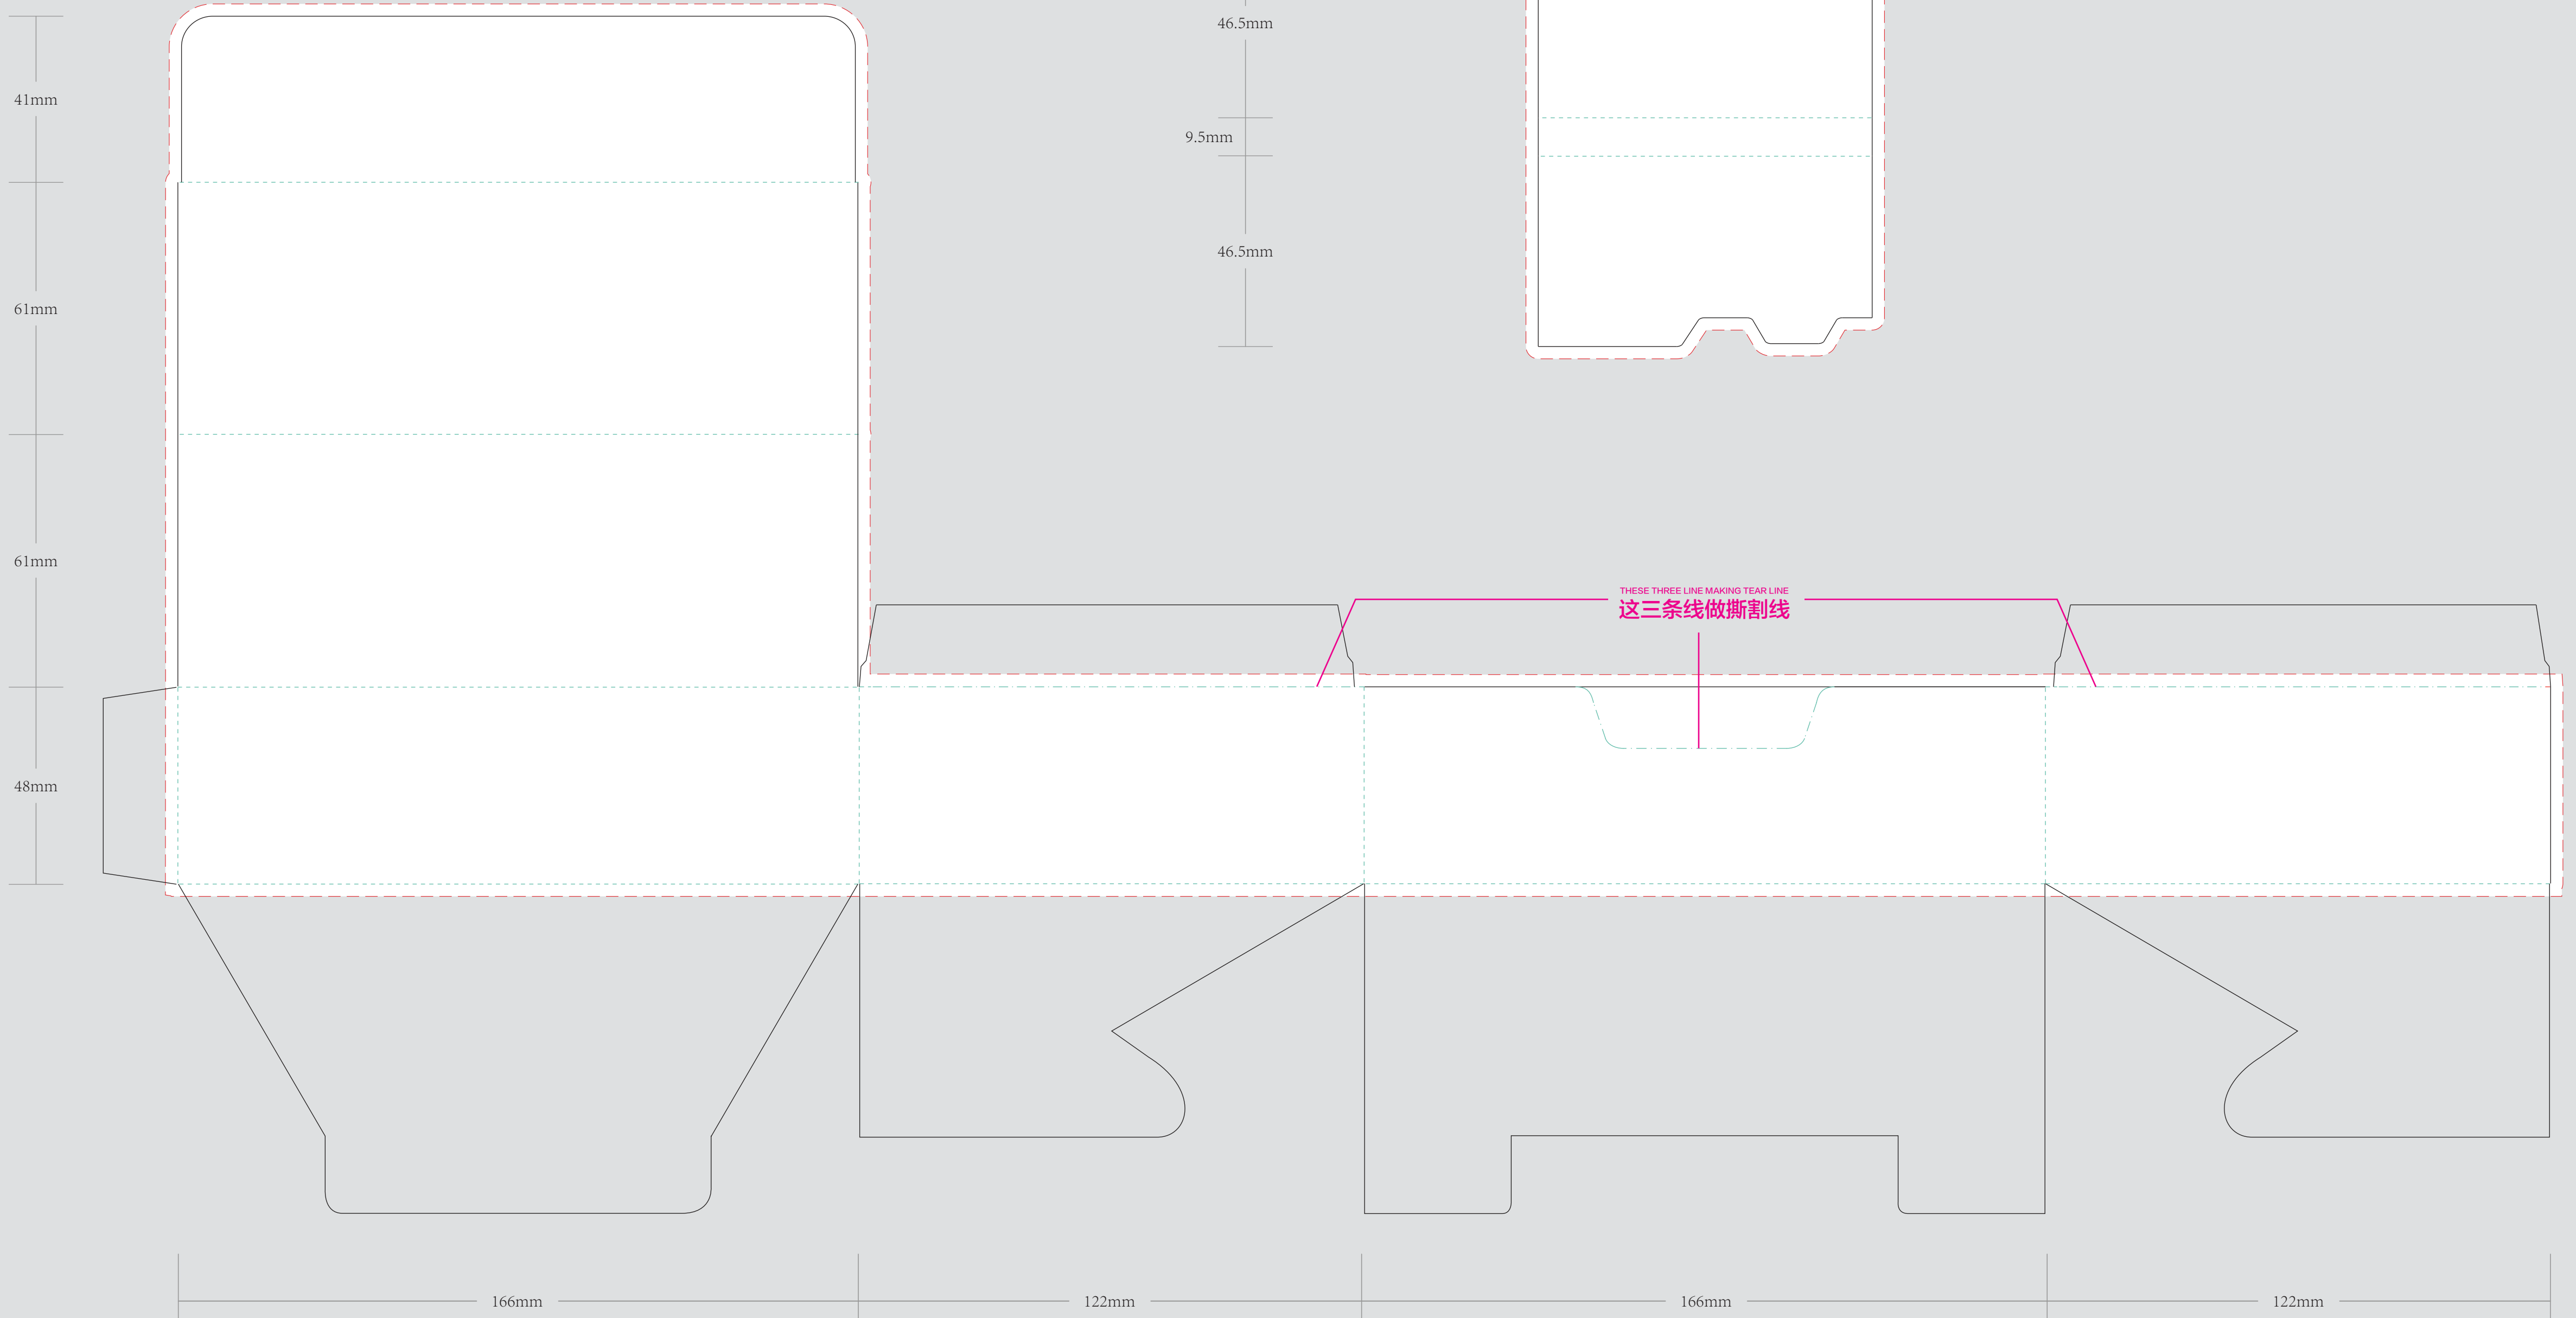 46.5mm
41mm
9.5mm
46.5mm
61mm
61mm
THESE THREE LINE MAKING TEAR LINE
这三条线做撕割线
48mm
166mm
122mm
166mm
122mm